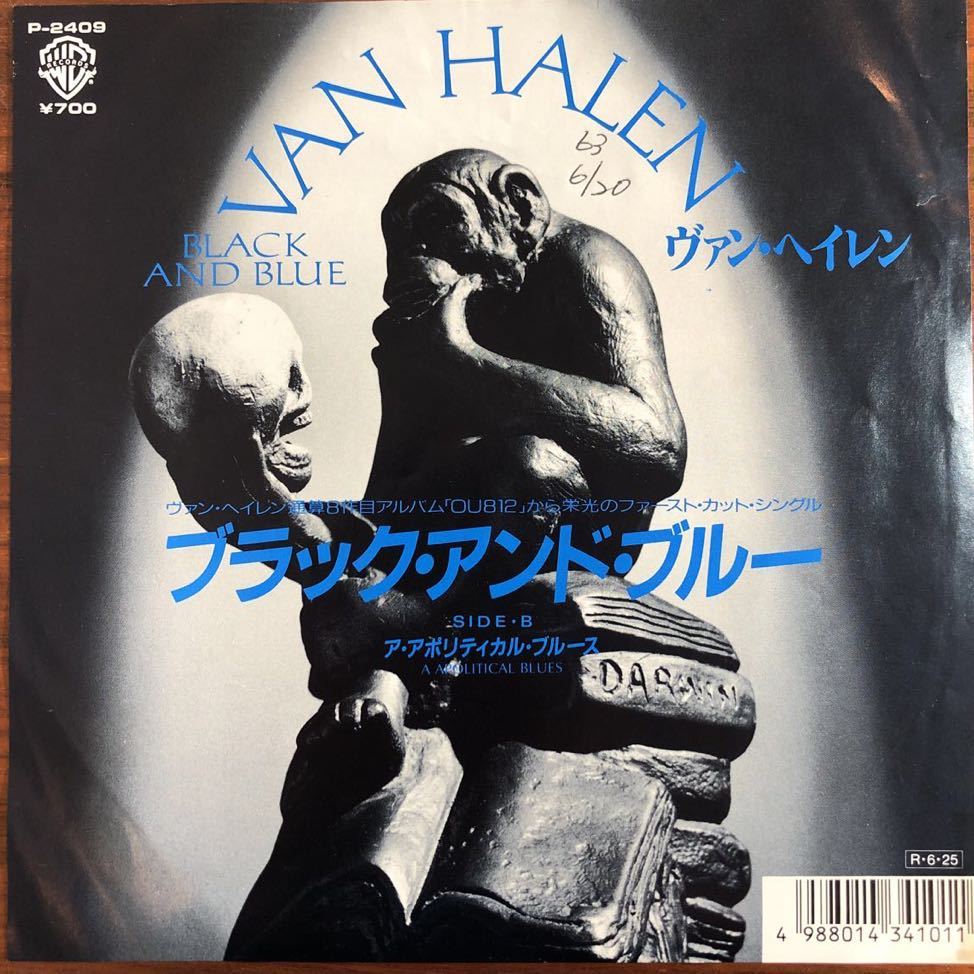 P-2409
WB
RECORDS
¥700
VAN HALEN
63
6/20
BLACK
AND BLUE
ヴァン・ヘイレン
ヴァン・ヘイレン通算8作目アルバム「OU812」から栄光のファースト・カット・シングル
ブラック・アンド・ブルー
SIDE・B
ア・アポリティカル・ブルース
A APOLITICAL BLUES
DARWIN
R・6・25
4 988014 341011